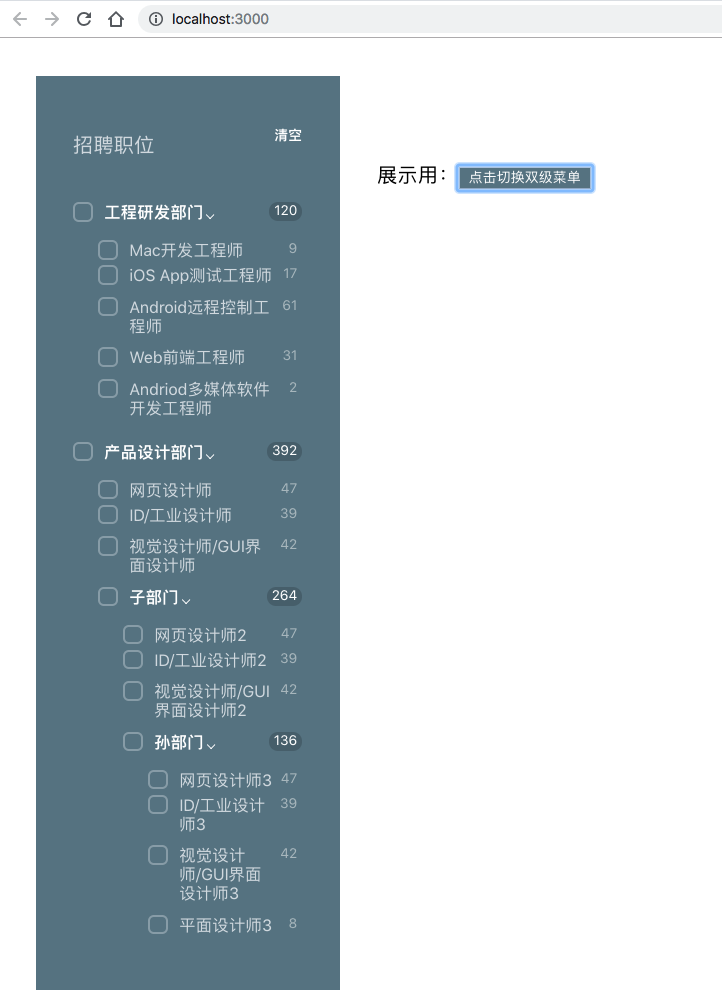 localhost:3000
招聘职位
清空
展示用：
点击切换双级菜单
工程研发部门 120
Mac开发工程师 9
iOS App测试工程师 17
Android远程控制工 61
程师
Web前端工程师 31
Andriod多媒体软件 2
开发工程师
产品设计部门 392
网页设计师 47
ID/工业设计师 39
视觉设计师/GUI界 42
面设计师
子部门 264
网页设计师2 47
ID/工业设计师2 39
视觉设计师/GUI 42
界面设计师2
孙部门 136
网页设计师3 47
ID/工业设计 39
师3
视觉设计 42
师/GUI界面
设计师3
平面设计师3 8